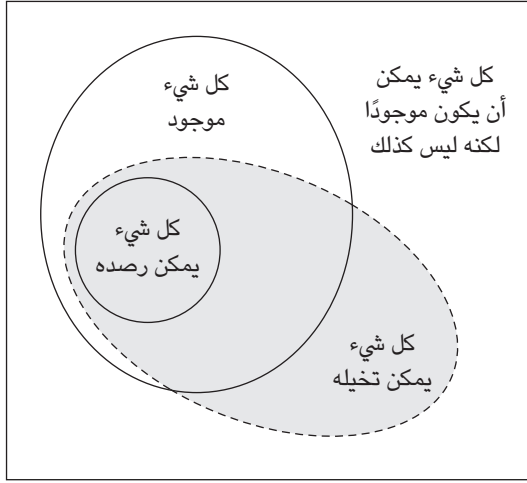 كل شيء يمكن
أن يكون موجودًا
لكنه ليس كذلك
كل شيء
موجود
كل شيء
يمكن رصده
كل شيء
يمكن تخيله